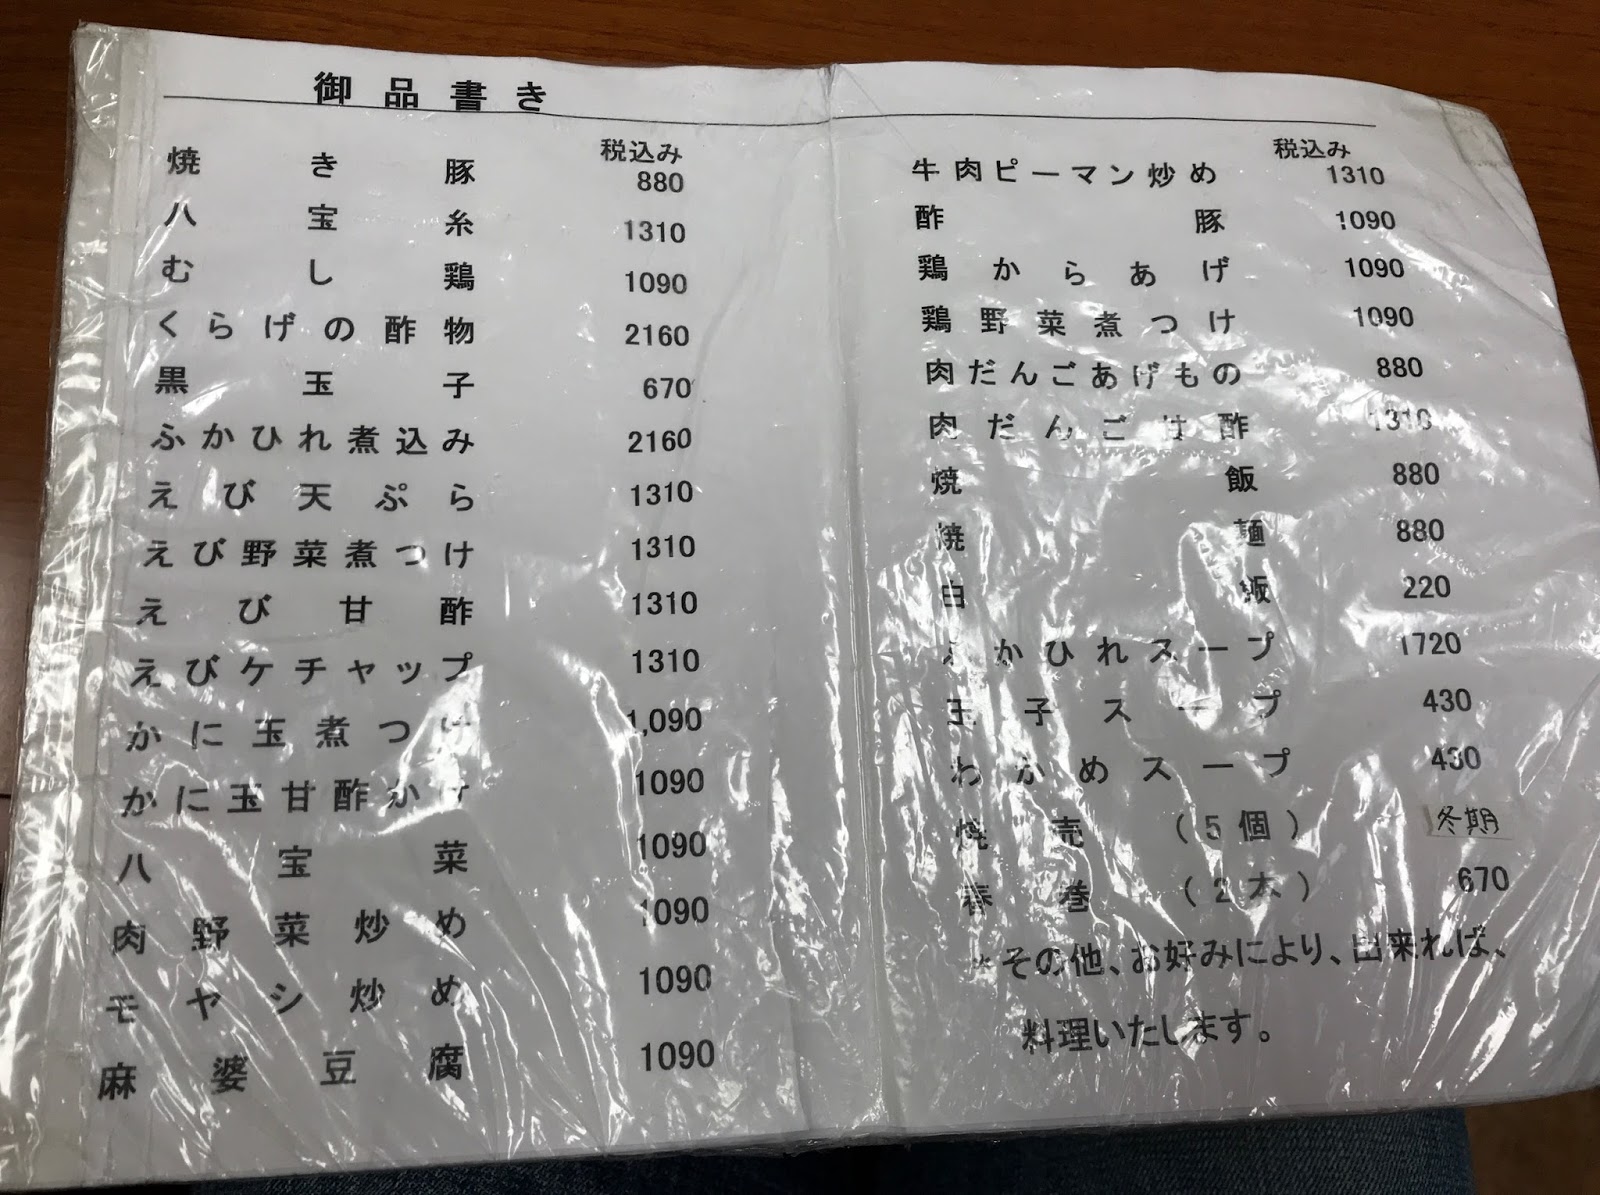 御品書き
税込み
焼き豚 880
八宝糸 1310
むし鶏 1090
くらげの酢物 2160
黒玉子 670
ふかひれ煮込み 2160
えび天ぷら 1310
えび野菜煮つけ 1310
えび甘酢 1310
えびケチャップ 1310
かに玉煮つけ 1,090
かに玉甘酢かけ 1090
八宝菜 1090
肉野菜炒め 1090
モヤシ炒め 1090
麻婆豆腐 1090
税込み
牛肉ピーマン炒め 1310
酢豚 1090
鶏からあげ 1090
鶏野菜煮つけ 1090
肉だんごあげもの 880
肉だんご甘酢 1310
焼飯 880
焼麺 880
白飯 220
ふかひれスープ 1720
玉子スープ 430
わかめスープ 430
焼売(5個) 冬期
春巻(2本) 670
*その他、お好みにより、出来れば、
料理いたします。